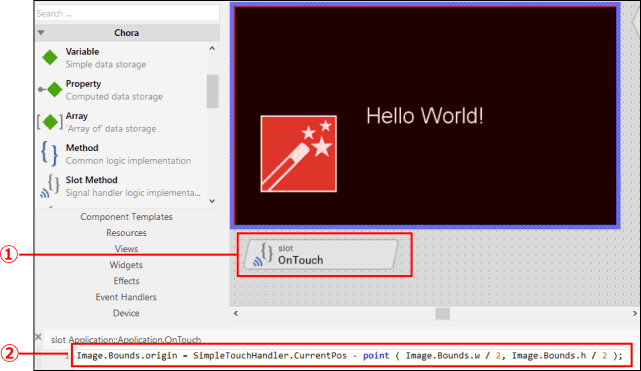 Search ...
Chora
Variable
Simple data storage
Property
Computed data storage
Array
'Array of' data storage
Method
Common logic implementation
Slot Method
Signal handler logic implementa...
Component Templates
Resources
Views
Widgets
Effects
Event Handlers
Device
Hello World!
1
slot
OnTouch
slot Application::Application.OnTouch
2
1 Image.Bounds.origin = SimpleTouchHandler.CurrentPos - point ( Image.Bounds.w / 2, Image.Bounds.h / 2 );